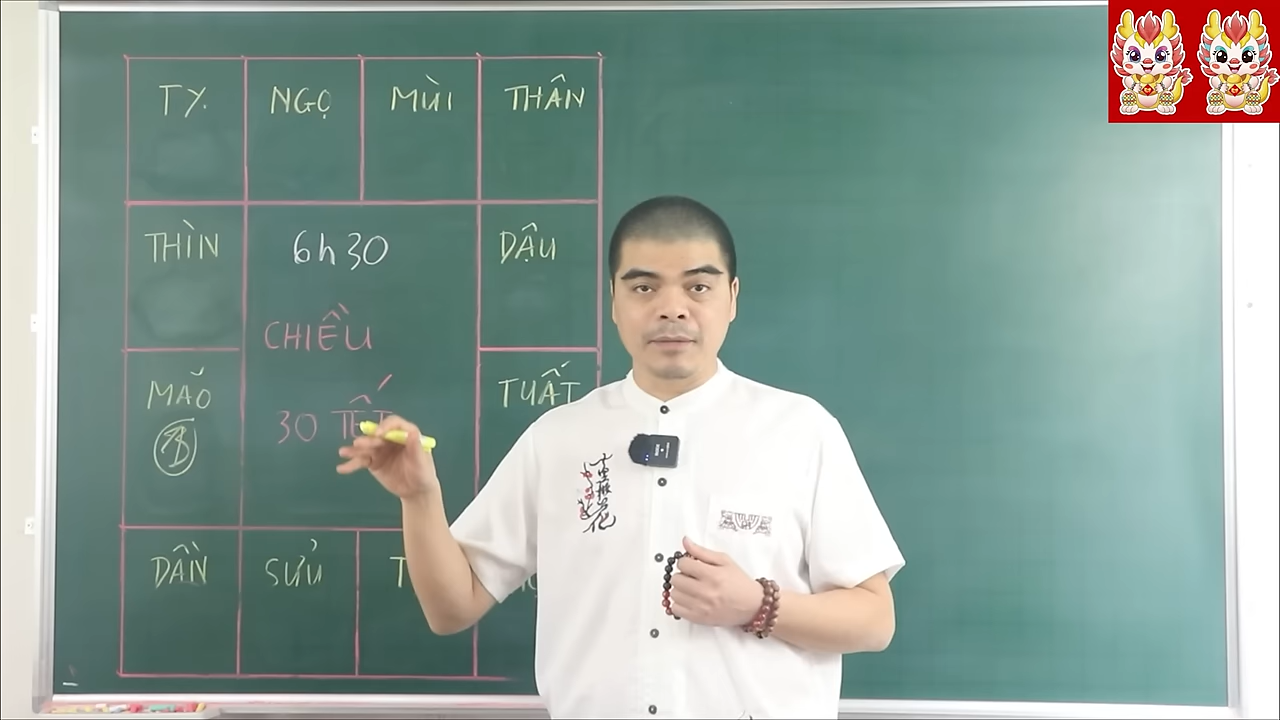 TỴ. NGỌ MÙI THÂN
THÌN 6h30 DẬU
CHIỀU
MÃO TUẤT
30 TẾT
DẦN SỬU